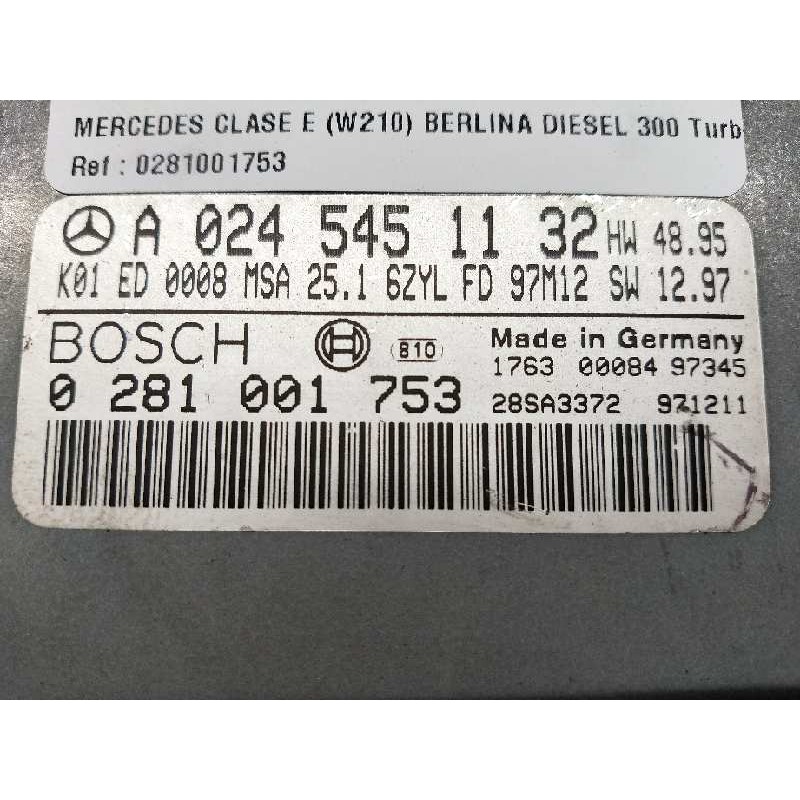 MERCEDES CLASE E (W210) BERLINA DIESEL 300 Turb
Ref : 0281001753
A 024 545 11 32 HW 48.95
K01 ED 0008 MSA 25.1 6ZYL FD 97M12 SW 12.97
BOSCH 810 Made in Germany
1763 00084 97345
0 281 001 753 28SA3372 971211